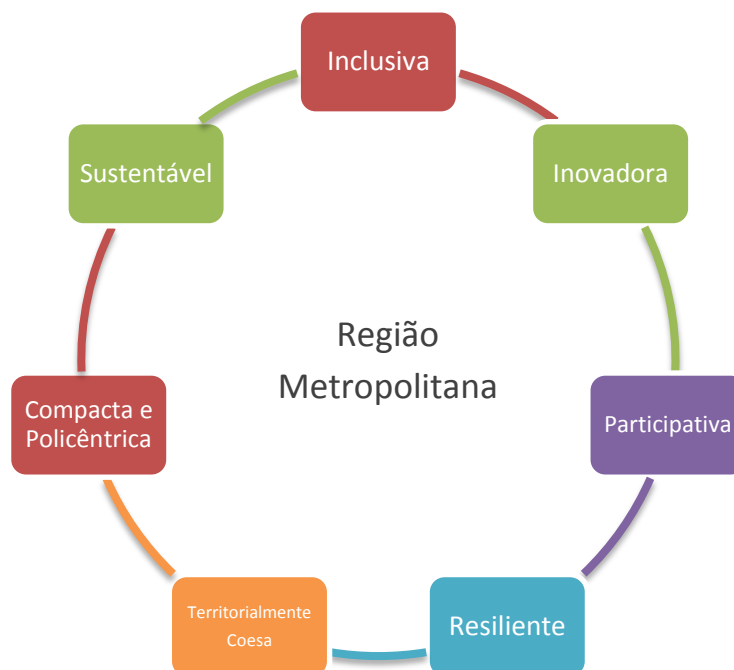 Inclusiva
Sustentável
Inovadora
Região
Metropolitana
Compacta e
Policêntrica
Participativa
Territorialmente
Coesa
Resiliente